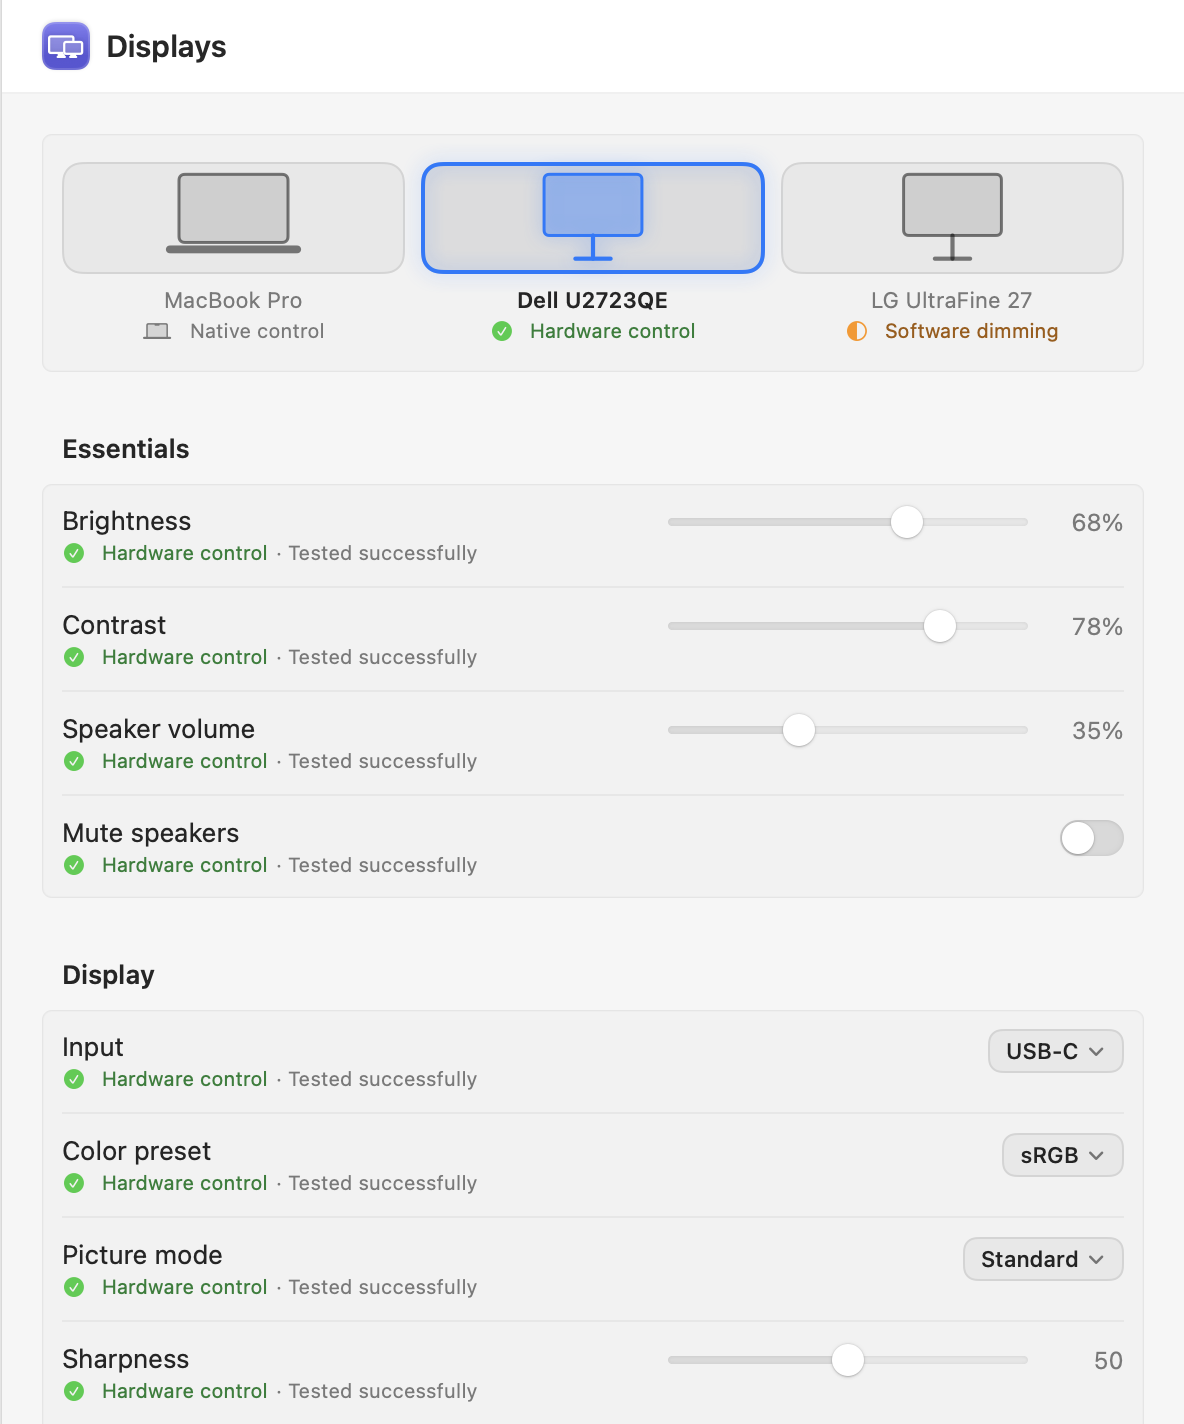 Displays
MacBook Pro
Native control
Dell U2723QE
Hardware control
LG UltraFine 27
Software dimming
Essentials
Brightness
68%
Hardware control · Tested successfully
Contrast
78%
Hardware control · Tested successfully
Speaker volume
35%
Hardware control · Tested successfully
Mute speakers
Hardware control · Tested successfully
Display
Input
USB-C
Hardware control · Tested successfully
Color preset
sRGB
Hardware control · Tested successfully
Picture mode
Standard
Hardware control · Tested successfully
Sharpness
50
Hardware control · Tested successfully